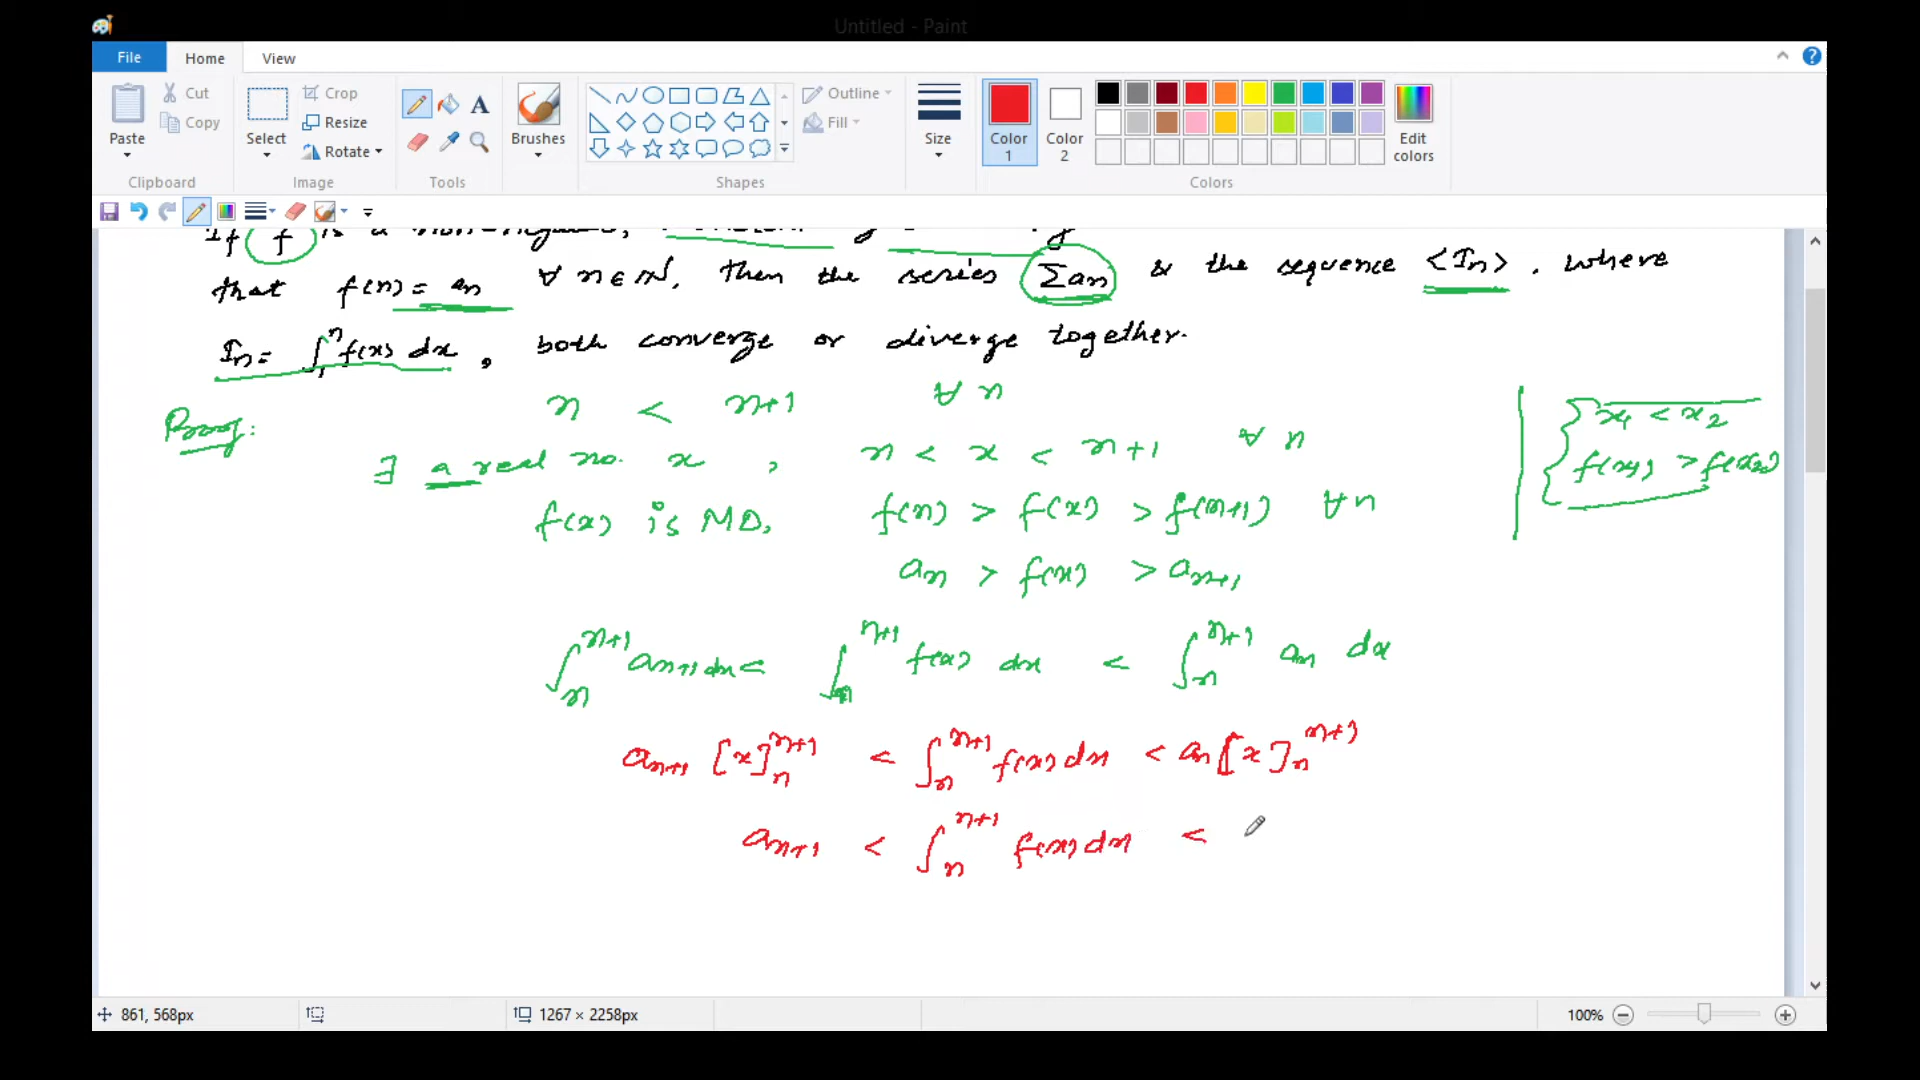 Untitled - Paint
File Home View
Cut Crop Outline
Copy Resize Fill
Paste Select Rotate Brushes Size Color 1 Color 2 Edit colors
Clipboard Image Tools Shapes Colors
If f is a
that f(n) = an ∀ n ∈ N, then the series Σan & the sequence <In>, where
In = ∫₁ⁿ f(x) dx, both converge or diverge together.
Proof: n < n+1 ∀ n
x₁ < x₂
∃ a real no. x, n < x < n+1 ∀ n
f(x₁) > f(x₂)
f(x) is MD, f(n) > f(x) > f(n+1) ∀ n
an > f(x) > an+1
∫ₙⁿ⁺¹ an+1 dx < ∫ₙⁿ⁺¹ f(x) dx < ∫ₙⁿ⁺¹ an dx
an+1 [x]ₙⁿ⁺¹ < ∫ₙⁿ⁺¹ f(x) dx < an [x]ₙⁿ⁺¹
an+1 < ∫ₙⁿ⁺¹ f(x) dx <
861, 568px 1267 × 2258px 100%